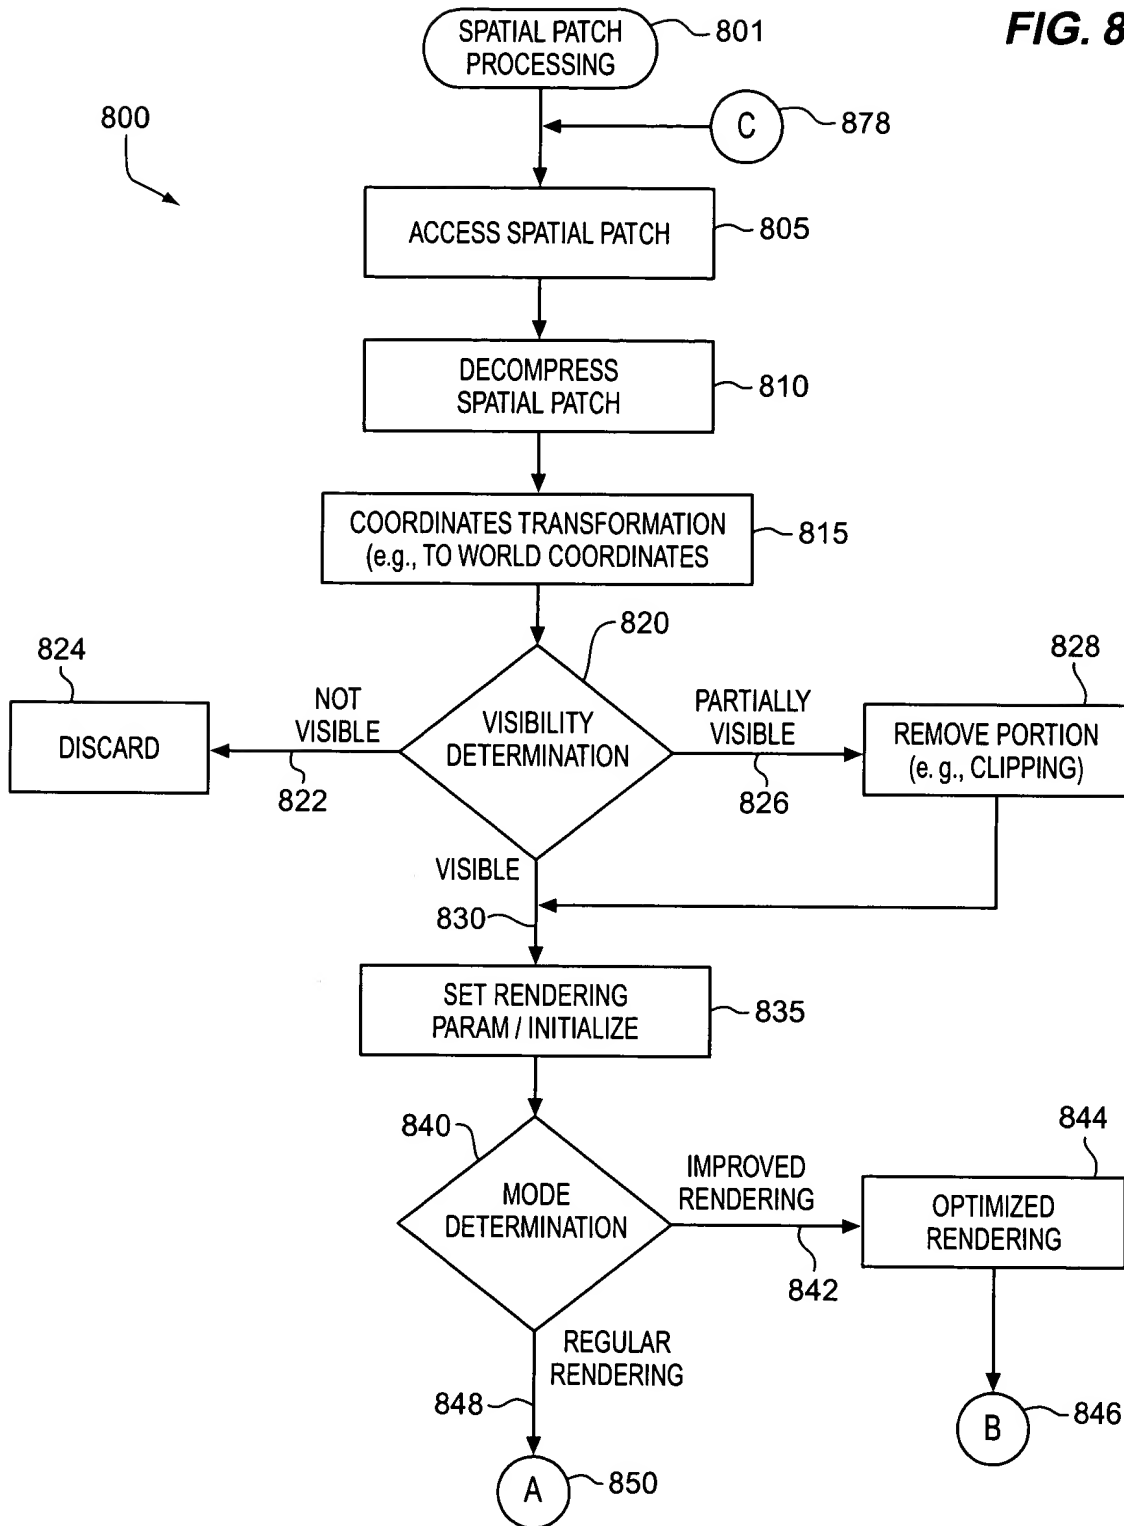 FIG. 8
SPATIAL PATCH
PROCESSING
801
800
C
878
ACCESS SPATIAL PATCH
805
DECOMPRESS
SPATIAL PATCH
810
COORDINATES TRANSFORMATION
(e.g., TO WORLD COORDINATES
815
820
824
828
DISCARD
NOT
VISIBLE
822
VISIBILITY
DETERMINATION
PARTIALLY
VISIBLE
826
REMOVE PORTION
(e. g., CLIPPING)
VISIBLE
830
SET RENDERING
PARAM / INITIALIZE
835
840
844
MODE
DETERMINATION
IMPROVED
RENDERING
842
OPTIMIZED
RENDERING
REGULAR
RENDERING
848
B
846
A
850